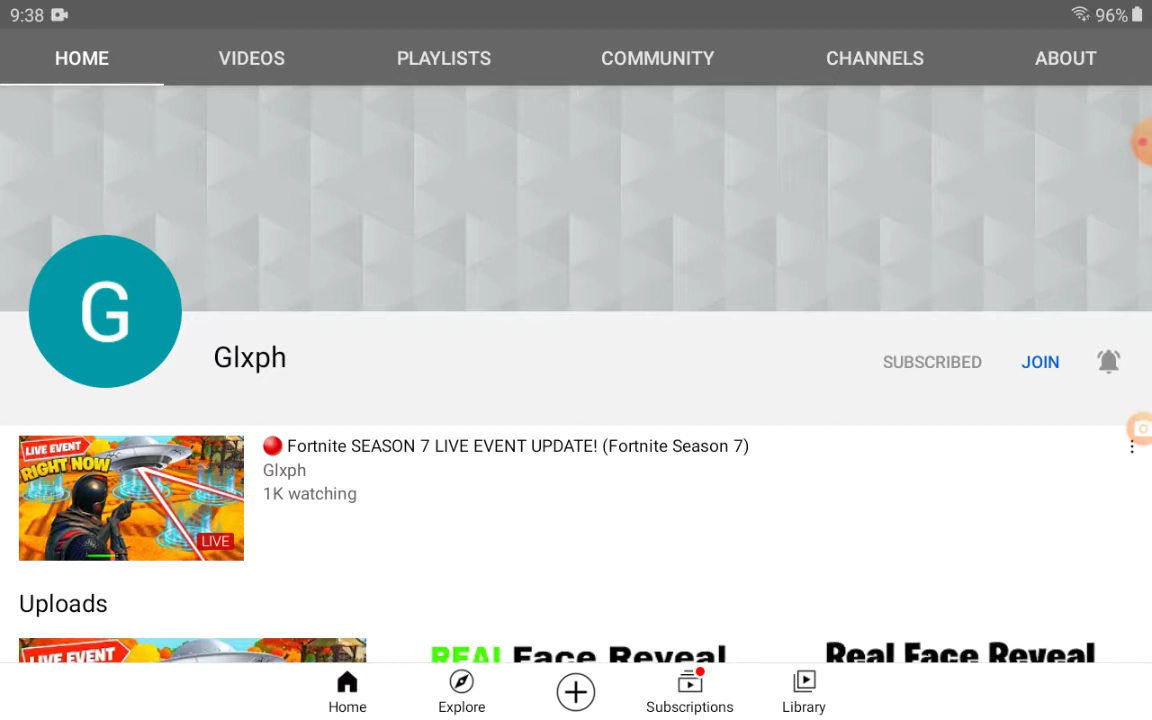 9:38 96%
HOME VIDEOS PLAYLISTS COMMUNITY CHANNELS ABOUT
G
Glxph
SUBSCRIBED JOIN
LIVE EVENT
RIGHT NOW
LIVE
🔴 Fortnite SEASON 7 LIVE EVENT UPDATE! (Fortnite Season 7)
Glxph
1K watching
Uploads
LIVE EVENT
REAL Face Reveal
Real Face Reveal
Home Explore Subscriptions Library